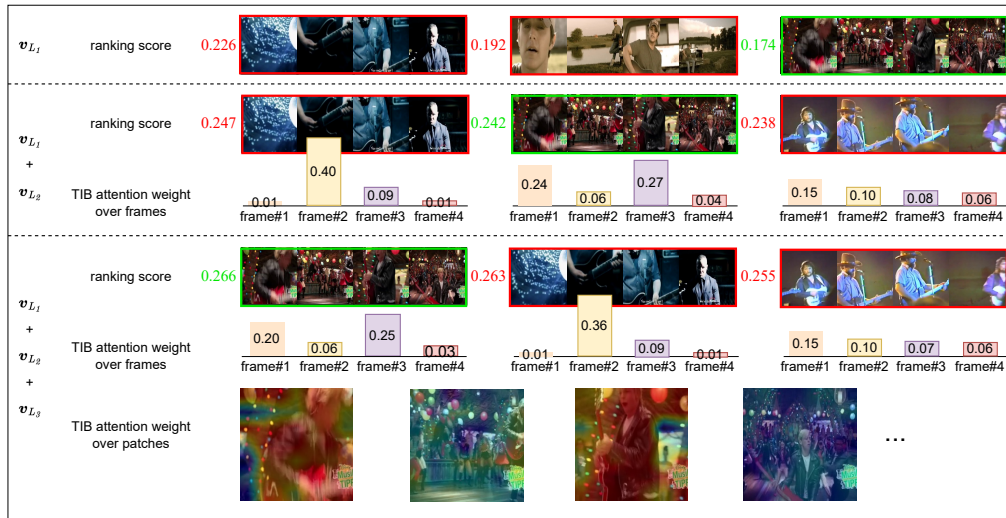 v_{L_1} ranking score 0.226 0.192 0.174
v_{L_1}
+
v_{L_2}
ranking score 0.247 0.242 0.238
TIB attention weight
over frames
0.01 0.40 0.09 0.01
0.24 0.06 0.27 0.04
0.15 0.10 0.08 0.06
frame#1 frame#2 frame#3 frame#4
frame#1 frame#2 frame#3 frame#4
frame#1 frame#2 frame#3 frame#4
v_{L_1}
+
v_{L_2}
+
v_{L_3}
ranking score 0.266 0.263 0.255
TIB attention weight
over frames
0.20 0.06 0.25 0.03
0.01 0.36 0.09 0.01
0.15 0.10 0.07 0.06
frame#1 frame#2 frame#3 frame#4
frame#1 frame#2 frame#3 frame#4
frame#1 frame#2 frame#3 frame#4
TIB attention weight
over patches
...